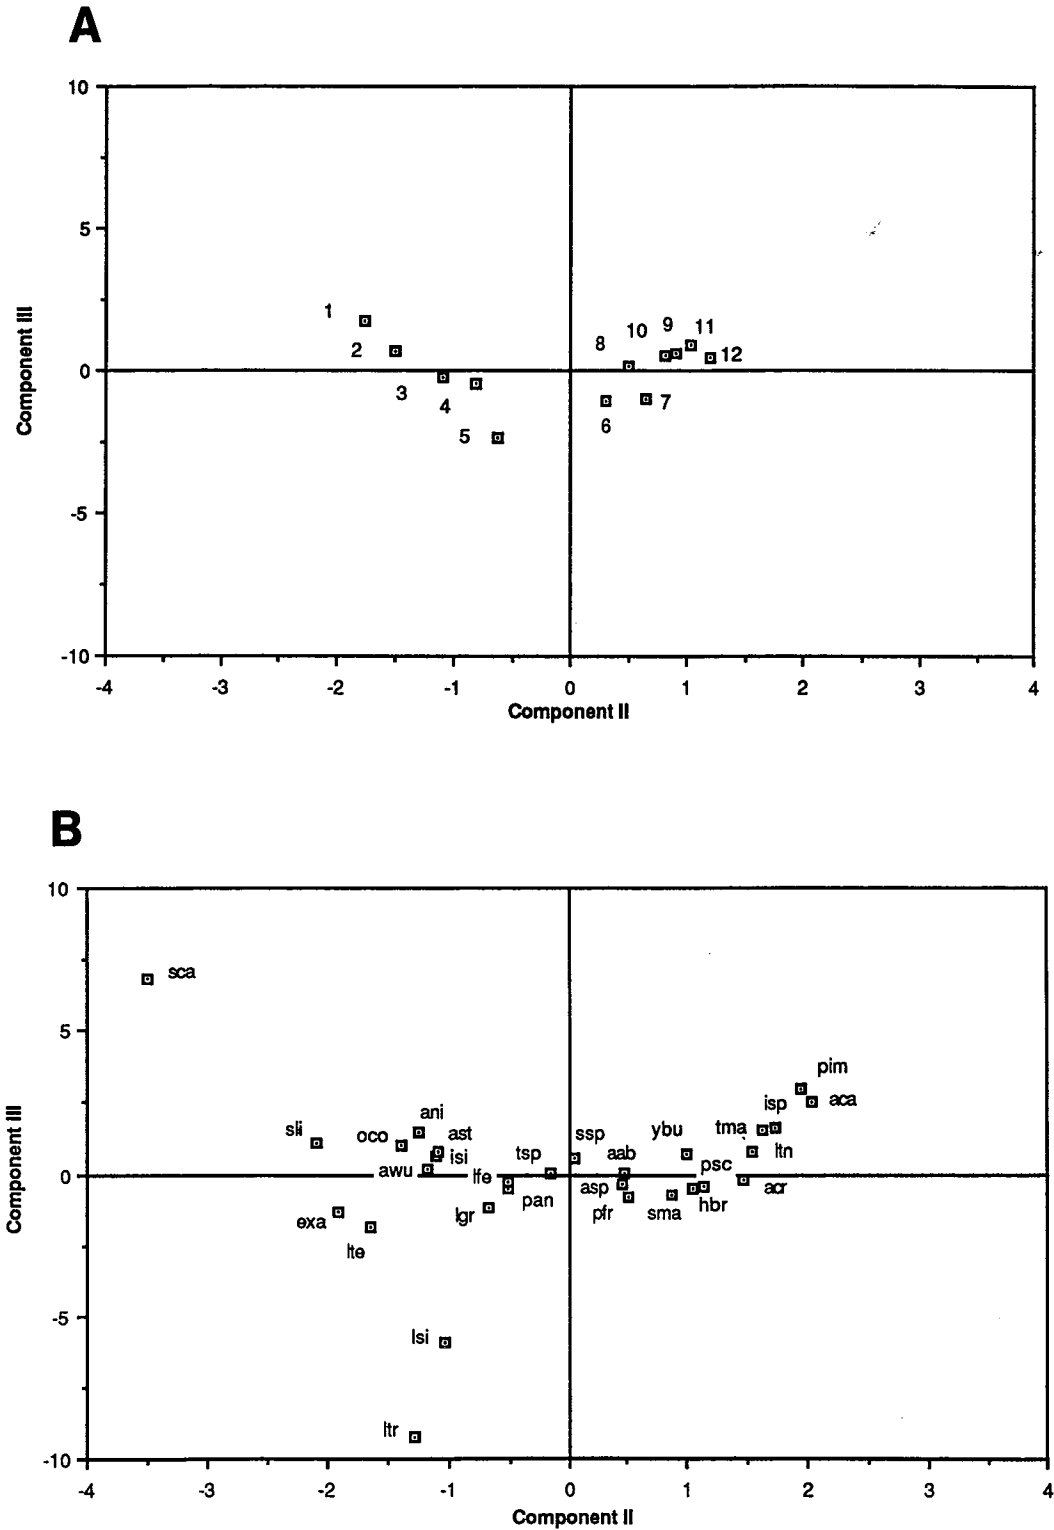 A
10
5
0
-5
-10
Component III
1
2
3
4
5
8
10
9
11
12
6
7
-4 -3 -2 -1 0 1 2 3 4
Component II
B
10
5
0
-5
-10
Component III
sca
pim
aca
isp
sli
oco
ani
ast
isi
awu
tsp
ssp
aab
ybu
tma
ltn
psc
lfe
pan
asp
acr
exa
lgr
pfr
sma
hbr
lte
lsi
ltr
-4 -3 -2 -1 0 1 2 3 4
Component II